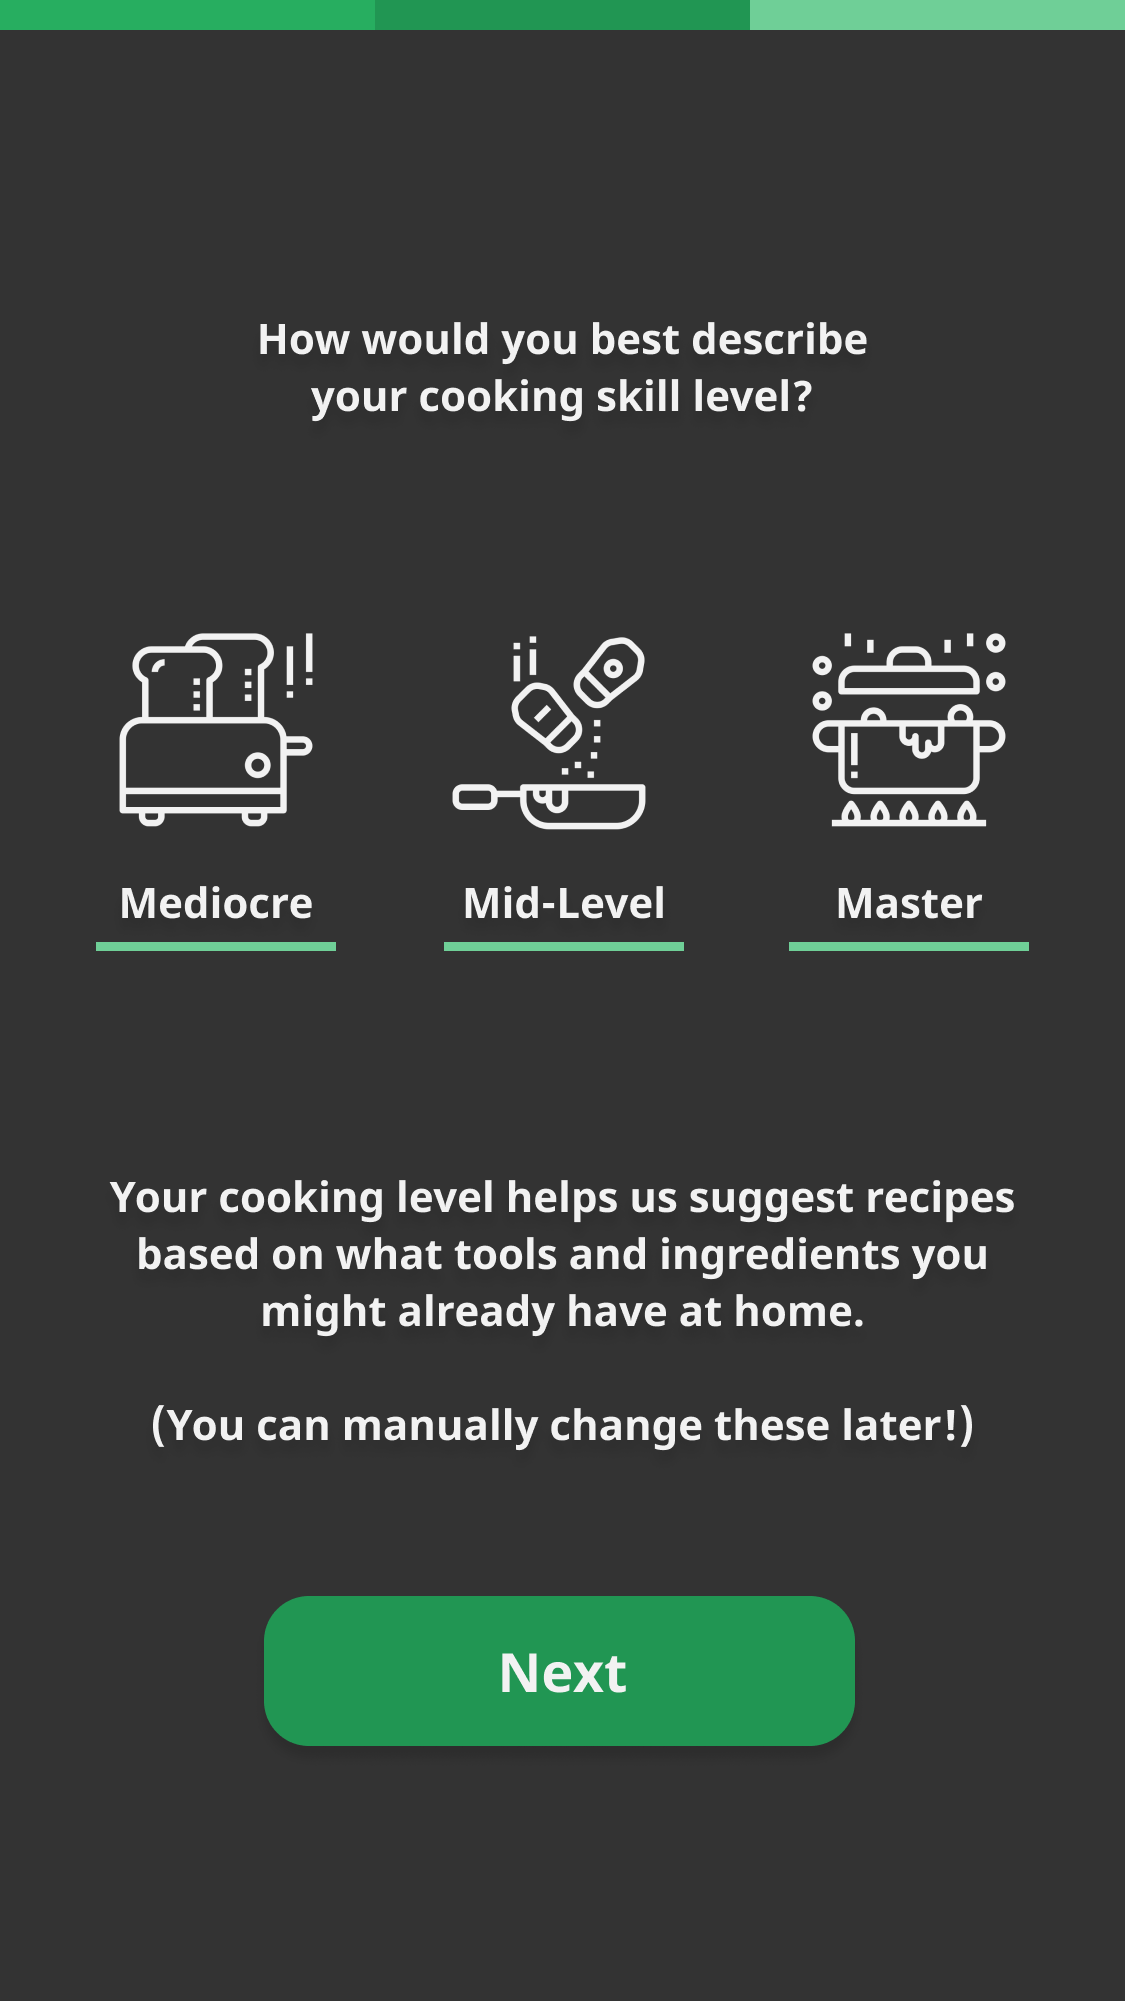 How would you best describe
your cooking skill level?
Mediocre
Mid-Level
Master
Your cooking level helps us suggest recipes
based on what tools and ingredients you
might already have at home.
(You can manually change these later!)
Next